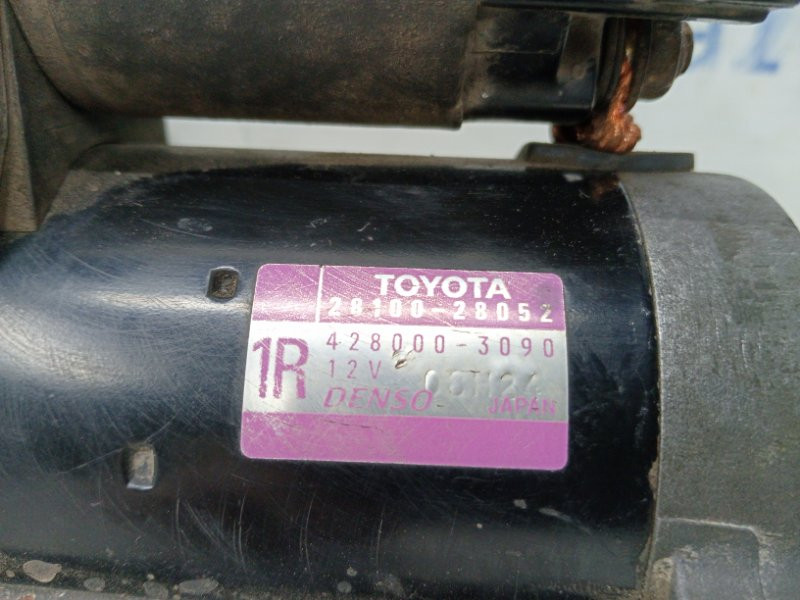 TOYOTA
28100-28052
1R
428000-3090
12V
DENSO JAPAN